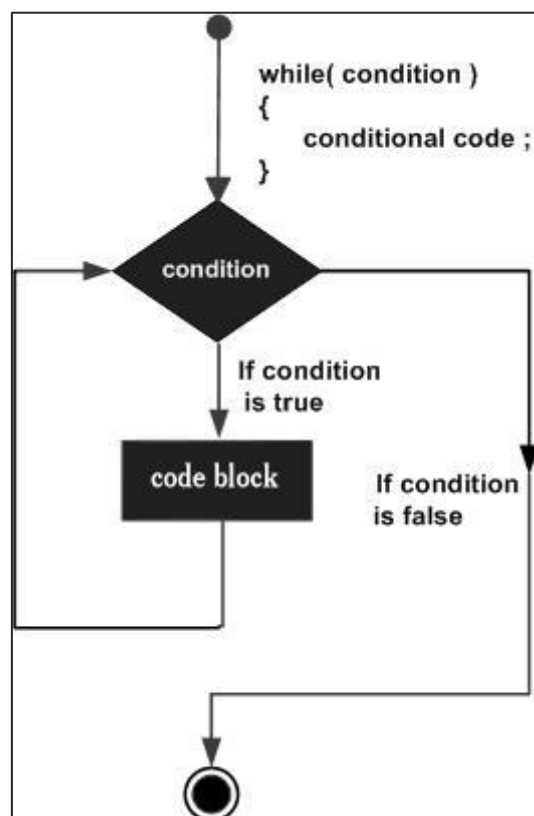 while( condition )
{
conditional code ;
}
condition
If condition
is true
code block
If condition
is false